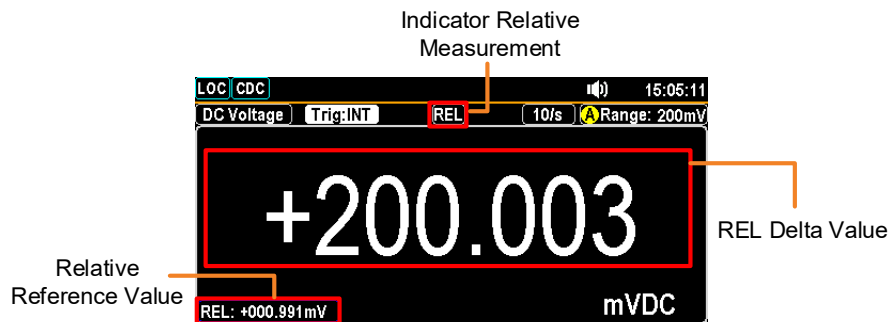 Indicator Relative
Measurement
LOC CDC 15:05:11
DC Voltage Trig:INT REL 10/s A Range: 200mV
+200.003
REL Delta Value
Relative
Reference Value
REL: +000.991mV
mVDC